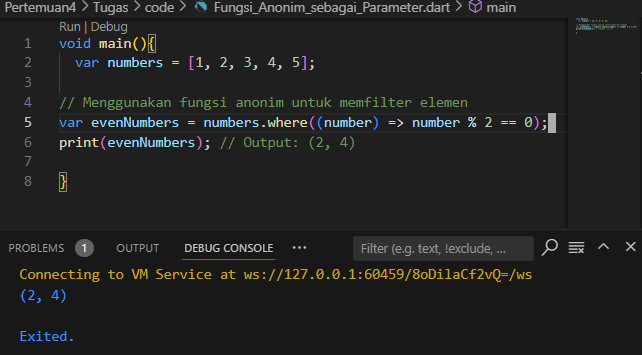 Pertemuan4 > Tugas > code > Fungsi_Anonim_sebagai_Parameter.dart > main
Run | Debug
1 void main(){
2 var numbers = [1, 2, 3, 4, 5];
3
4 // Menggunakan fungsi anonim untuk memfilter elemen
5 var evenNumbers = numbers.where((number) => number % 2 == 0);
6 print(evenNumbers); // Output: (2, 4)
7
8 }
PROBLEMS 1 OUTPUT DEBUG CONSOLE ··· Filter (e.g. text, !exclude, ...
Connecting to VM Service at ws://127.0.0.1:60459/8oDilaCf2vQ=/ws
(2, 4)
Exited.